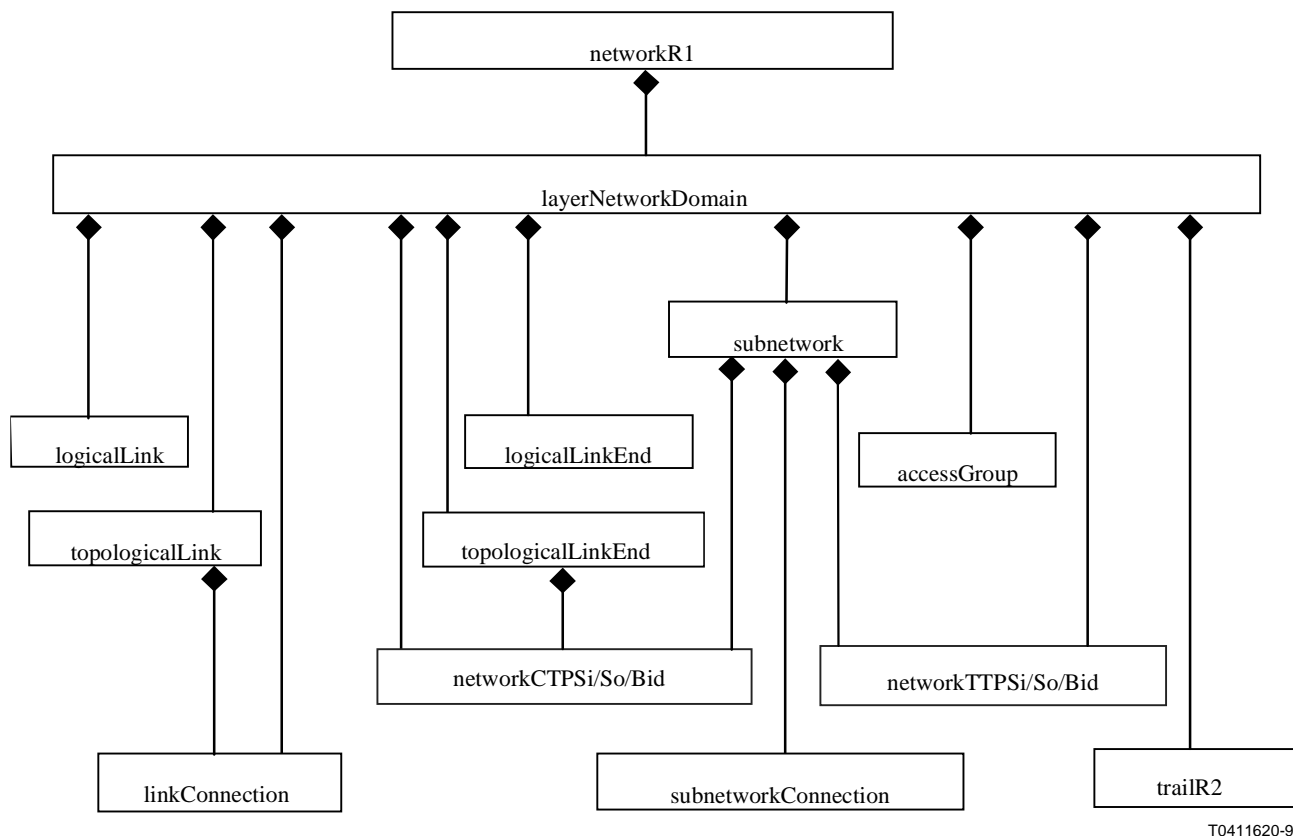 networkR1
layerNetworkDomain
subnetwork
logicalLink
logicalLinkEnd
accessGroup
topologicalLink
topologicalLinkEnd
networkCTPSi/So/Bid
networkTTPSi/So/Bid
linkConnection
subnetworkConnection
trailR2
T0411620-9